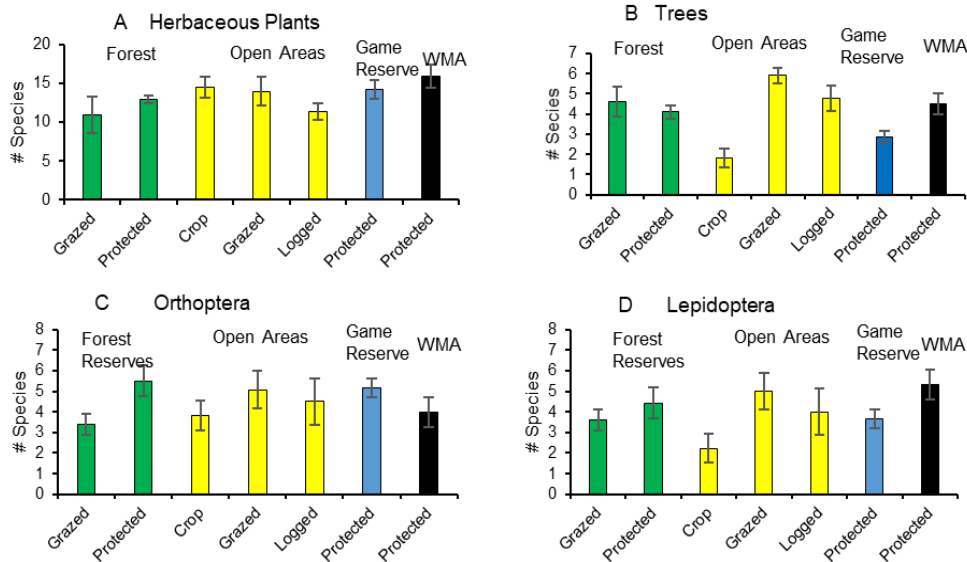 A Herbaceous Plants
Forest
Open Areas
Game
Reserve
WMA
# Species
20
15
10
5
0
Grazed
Protected
Crop
Grazed
Logged
Protected
Protected
B Trees
Forest
Open Areas
Game
Reserve
WMA
# Secies
7
6
5
4
3
2
1
0
Grazed
Protected
Crop
Grazed
Logged
Protected
Protected
C Orthoptera
Forest
Reserves
Open Areas
Game
Reserve
WMA
# Species
8
7
6
5
4
3
2
1
0
Grazed
Protected
Crop
Grazed
Logged
Protected
Protected
D Lepidoptera
Forest
Reserves
Open Areas
Game
Reserve
WMA
# Species
8
7
6
5
4
3
2
1
0
Grazed
Protected
Crop
Grazed
Logged
Protected
Protected